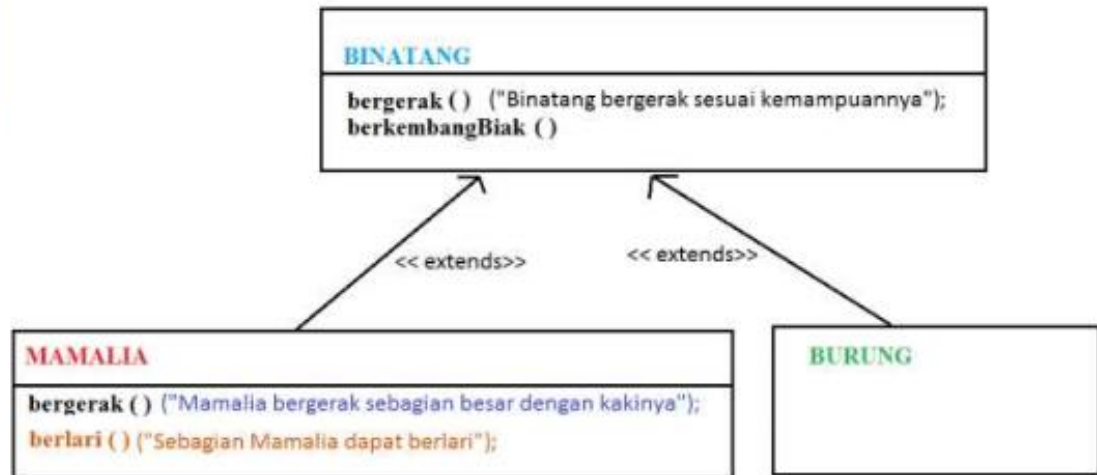 BINATANG
bergerak ( ) ("Binatang bergerak sesuai kemampuannya");
berkembangBiak ( )
<< extends>>
<< extends>>
MAMALIA
bergerak ( ) ("Mamalia bergerak sebagian besar dengan kakinya");
berlari ( ) ("Sebagian Mamalia dapat berlari");
BURUNG